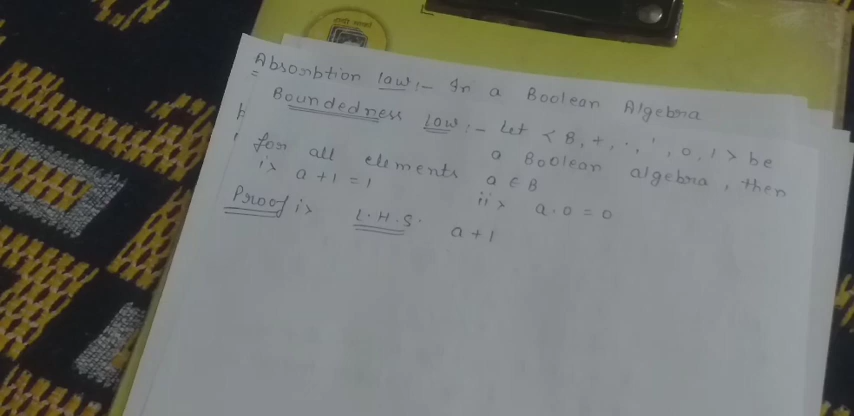 Absorbtion law :- In a Boolean Algebra
Boundedness Law :- Let < B, +, ·, ', 0, 1 > be
a Boolean algebra, then
for all elements a ∈ B
i> a + 1 = 1 ii> a · 0 = 0
Proof i> L.H.S. a + 1